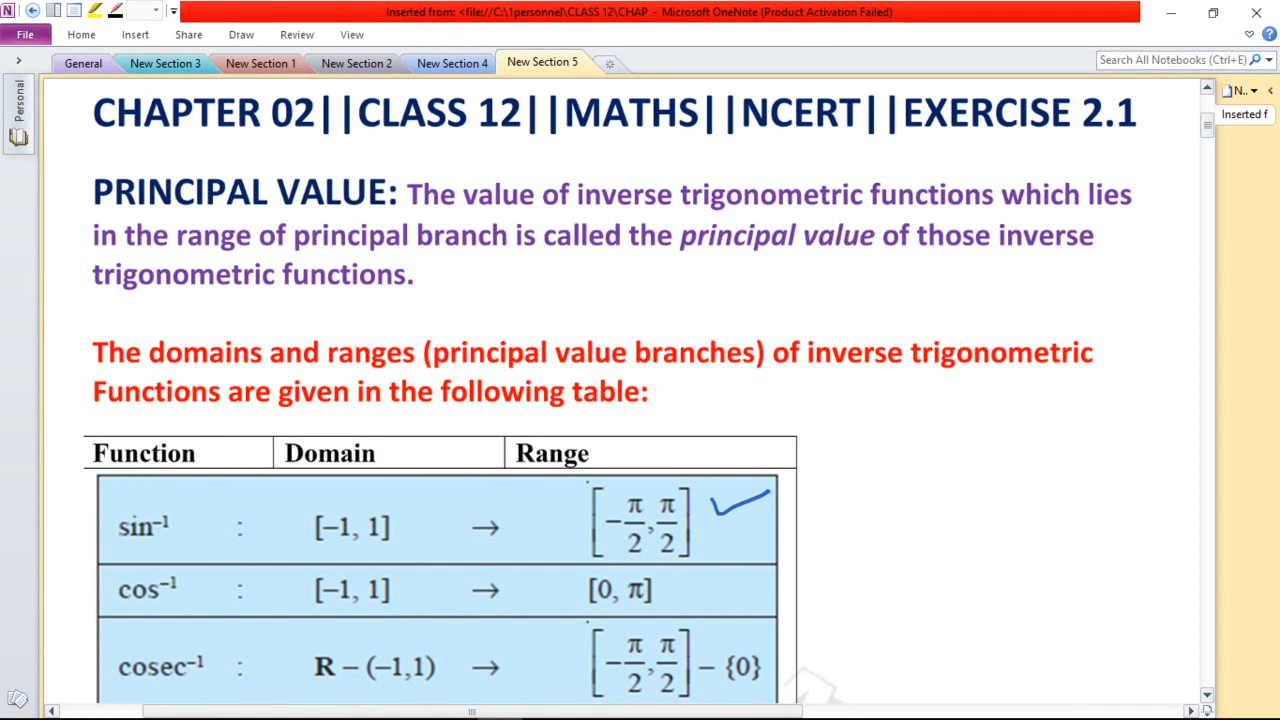 Inserted from: <file://C:\1personnel\CLASS 12\CHAP - Microsoft OneNote (Product Activation Failed)
File Home Insert Share Draw Review View
General New Section 3 New Section 1 New Section 2 New Section 4 New Section 5 Search All Notebooks (Ctrl+E)
Personal
N..
Inserted f
CHAPTER 02||CLASS 12||MATHS||NCERT||EXERCISE 2.1
PRINCIPAL VALUE: The value of inverse trigonometric functions which lies
in the range of principal branch is called the principal value of those inverse
trigonometric functions.
The domains and ranges (principal value branches) of inverse trigonometric
Functions are given in the following table:
Function Domain Range
sin⁻¹ : [–1, 1] → [–π/2, π/2]
cos⁻¹ : [–1, 1] → [0, π]
cosec⁻¹ : R – (–1,1) → [–π/2, π/2] – {0}